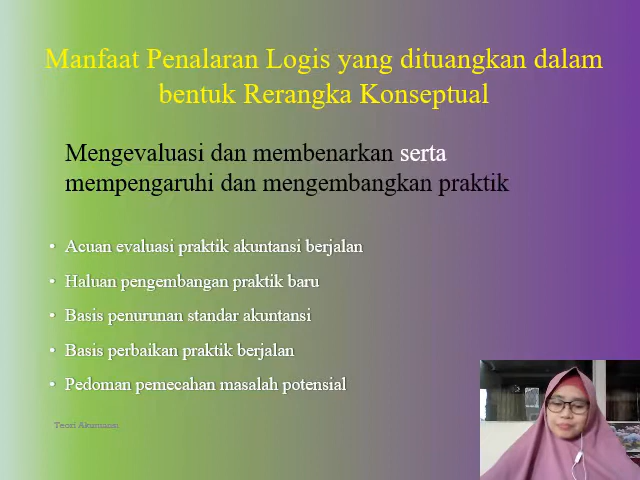 Manfaat Penalaran Logis yang dituangkan dalam
bentuk Rerangka Konseptual
Mengevaluasi dan membenarkan serta
mempengaruhi dan mengembangkan praktik
• Acuan evaluasi praktik akuntansi berjalan
• Haluan pengembangan praktik baru
• Basis penurunan standar akuntansi
• Basis perbaikan praktik berjalan
• Pedoman pemecahan masalah potensial
Teori Akuntansi